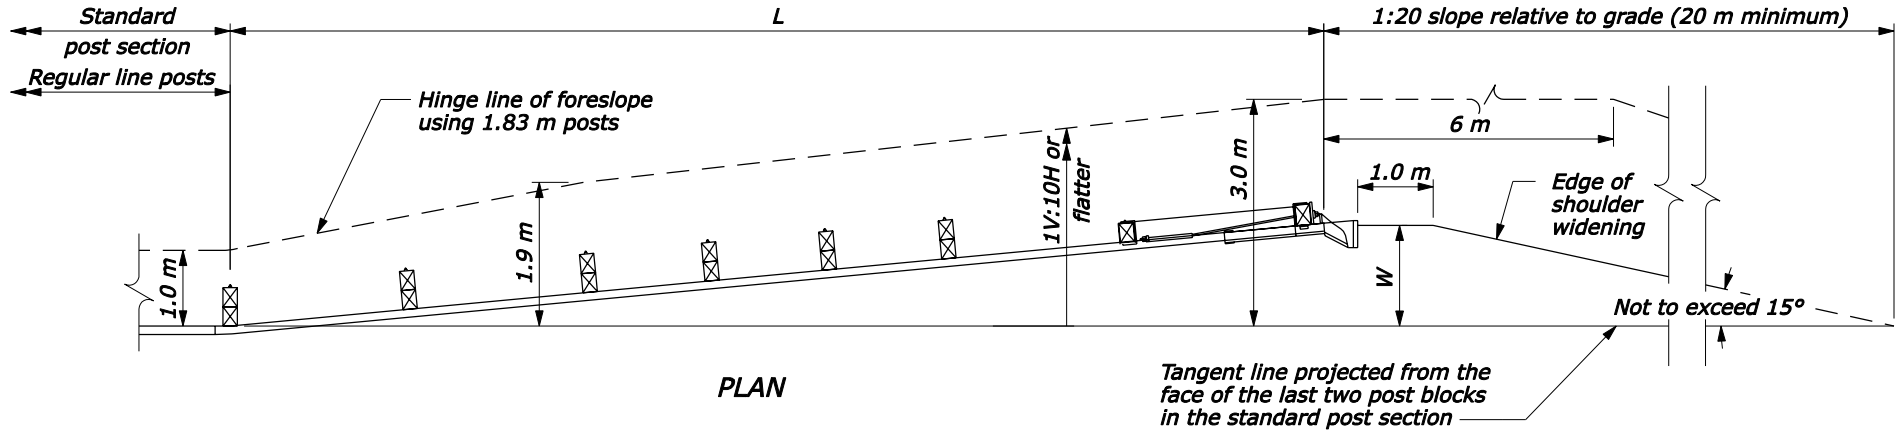 Standard
post section
Regular line posts
L
1:20 slope relative to grade (20 m minimum)
Hinge line of foreslope
using 1.83 m posts
6 m
1.0 m
1V:10H or
flatter
3.0 m
1.9 m
1.0 m
W
Edge of
shoulder
widening
Not to exceed 15°
PLAN
Tangent line projected from the
face of the last two post blocks
in the standard post section